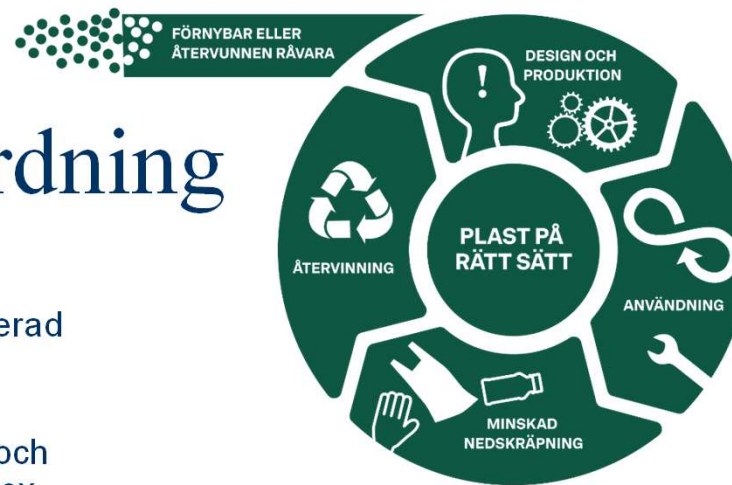 FÖRNYBAR ELLER
ÅTERVUNNEN RÅVARA
DESIGN OCH
PRODUKTION
rdning
!
PLAST PÅ
RÄTT SÄTT
ÅTERVINNING
ANVÄNDNING
erad
MINSKAD
NEDSKRÄPNING
och